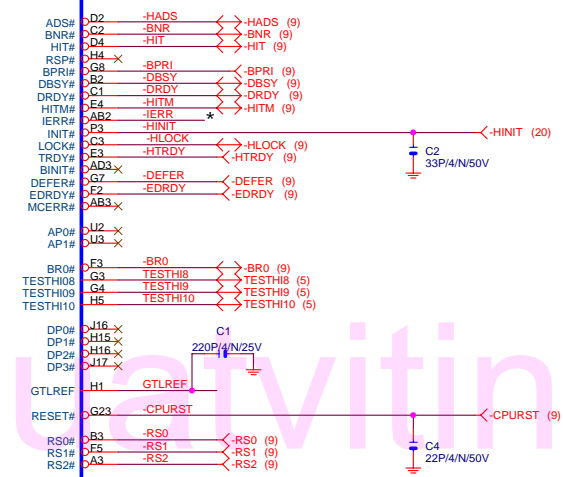 ADS# D2 -HADS -HADS (9)
BNR# C2 -BNR -BNR (9)
HIT# D4 -HIT -HIT (9)
RSP# H4
BPRI# G8 -BPRI -BPRI (9)
DBSY# B2 -DBSY -DBSY (9)
DRDY# C1 -DRDY -DRDY (9)
HITM# E4 -HITM -HITM (9)
IERR# AB2 -IERR *
INIT# P3 -HINIT -HINIT (20)
LOCK# C3 -HLOCK -HLOCK (9)
C2
TRDY# E3 -HTRDY -HTRDY (9)
33P/4/N/50V
BINIT# AD3
DEFER# G7 -DEFER -DEFER (9)
EDRDY# F2 -EDRDY -EDRDY (9)
MCERR# AB3
AP0# U2
AP1# U3
BR0# F3 -BR0 -BR0 (9)
TESTHI08 G3 TESTHI8 TESTHI8 (5)
TESTHI09 G4 TESTHI9 TESTHI9 (5)
TESTHI10 H5 TESTHI10 TESTHI10 (5)
DP0# J16
C1
DP1# H15
220P/4/N/25V
DP2# H16
DP3# J17
GTLREF H1 GTLREF
RESET# G23 -CPURST -CPURST (9)
RS0# B3 -RS0 -RS0 (9)
C4
RS1# F5 -RS1 -RS1 (9)
22P/4/N/50V
RS2# A3 -RS2 -RS2 (9)
uatvitin